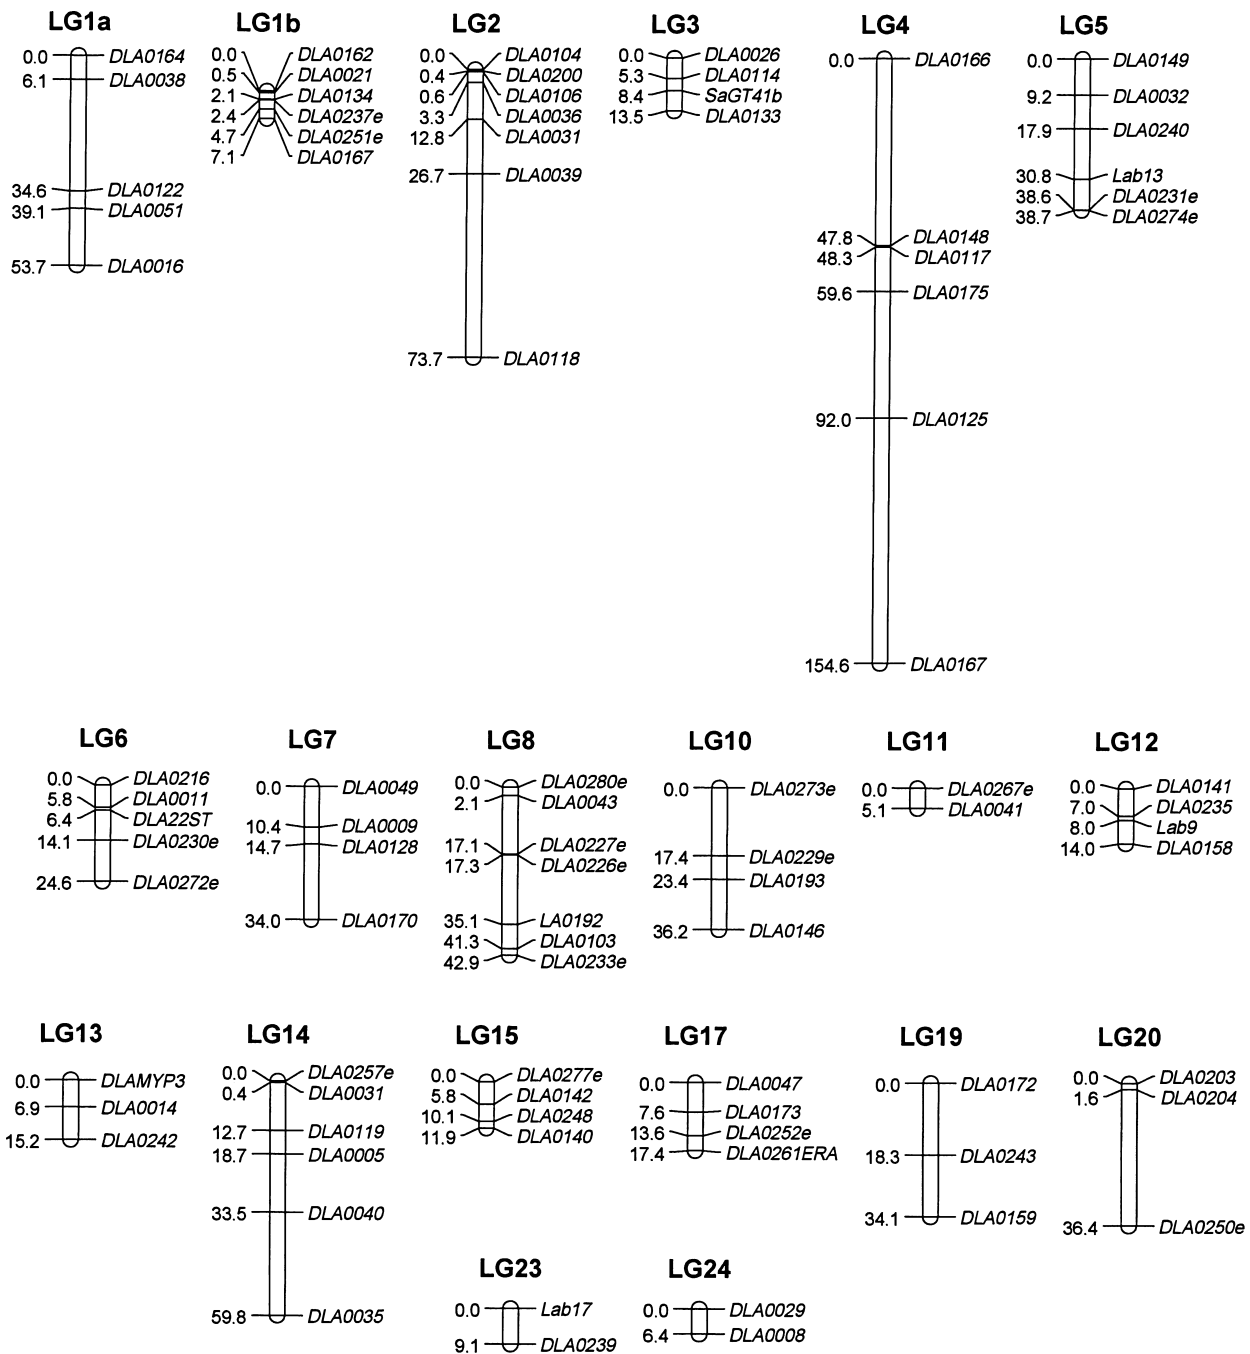 LG1a
0.0 DLA0164
6.1 DLA0038
34.6 DLA0122
39.1 DLA0051
53.7 DLA0016
LG1b
0.0 DLA0162
0.5 DLA0021
2.1 DLA0134
2.4 DLA0237e
4.7 DLA0251e
7.1 DLA0167
LG2
0.0 DLA0104
0.4 DLA0200
0.6 DLA0106
3.3 DLA0036
12.8 DLA0031
26.7 DLA0039
73.7 DLA0118
LG3
0.0 DLA0026
5.3 DLA0114
8.4 SaGT41b
13.5 DLA0133
LG4
0.0 DLA0166
47.8 DLA0148
48.3 DLA0117
59.6 DLA0175
92.0 DLA0125
154.6 DLA0167
LG5
0.0 DLA0149
9.2 DLA0032
17.9 DLA0240
30.8 Lab13
38.6 DLA0231e
38.7 DLA0274e
LG6
0.0 DLA0216
5.8 DLA0011
6.4 DLA22ST
14.1 DLA0230e
24.6 DLA0272e
LG7
0.0 DLA0049
10.4 DLA0009
14.7 DLA0128
34.0 DLA0170
LG8
0.0 DLA0280e
2.1 DLA0043
17.1 DLA0227e
17.3 DLA0226e
35.1 LA0192
41.3 DLA0103
42.9 DLA0233e
LG10
0.0 DLA0273e
17.4 DLA0229e
23.4 DLA0193
36.2 DLA0146
LG11
0.0 DLA0267e
5.1 DLA0041
LG12
0.0 DLA0141
7.0 DLA0235
8.0 Lab9
14.0 DLA0158
LG13
0.0 DLAMYP3
6.9 DLA0014
15.2 DLA0242
LG14
0.0 DLA0257e
0.4 DLA0031
12.7 DLA0119
18.7 DLA0005
33.5 DLA0040
59.8 DLA0035
LG15
0.0 DLA0277e
5.8 DLA0142
10.1 DLA0248
11.9 DLA0140
LG17
0.0 DLA0047
7.6 DLA0173
13.6 DLA0252e
17.4 DLA0261ERA
LG19
0.0 DLA0172
18.3 DLA0243
34.1 DLA0159
LG20
0.0 DLA0203
1.6 DLA0204
36.4 DLA0250e
LG23
0.0 Lab17
9.1 DLA0239
LG24
0.0 DLA0029
6.4 DLA0008